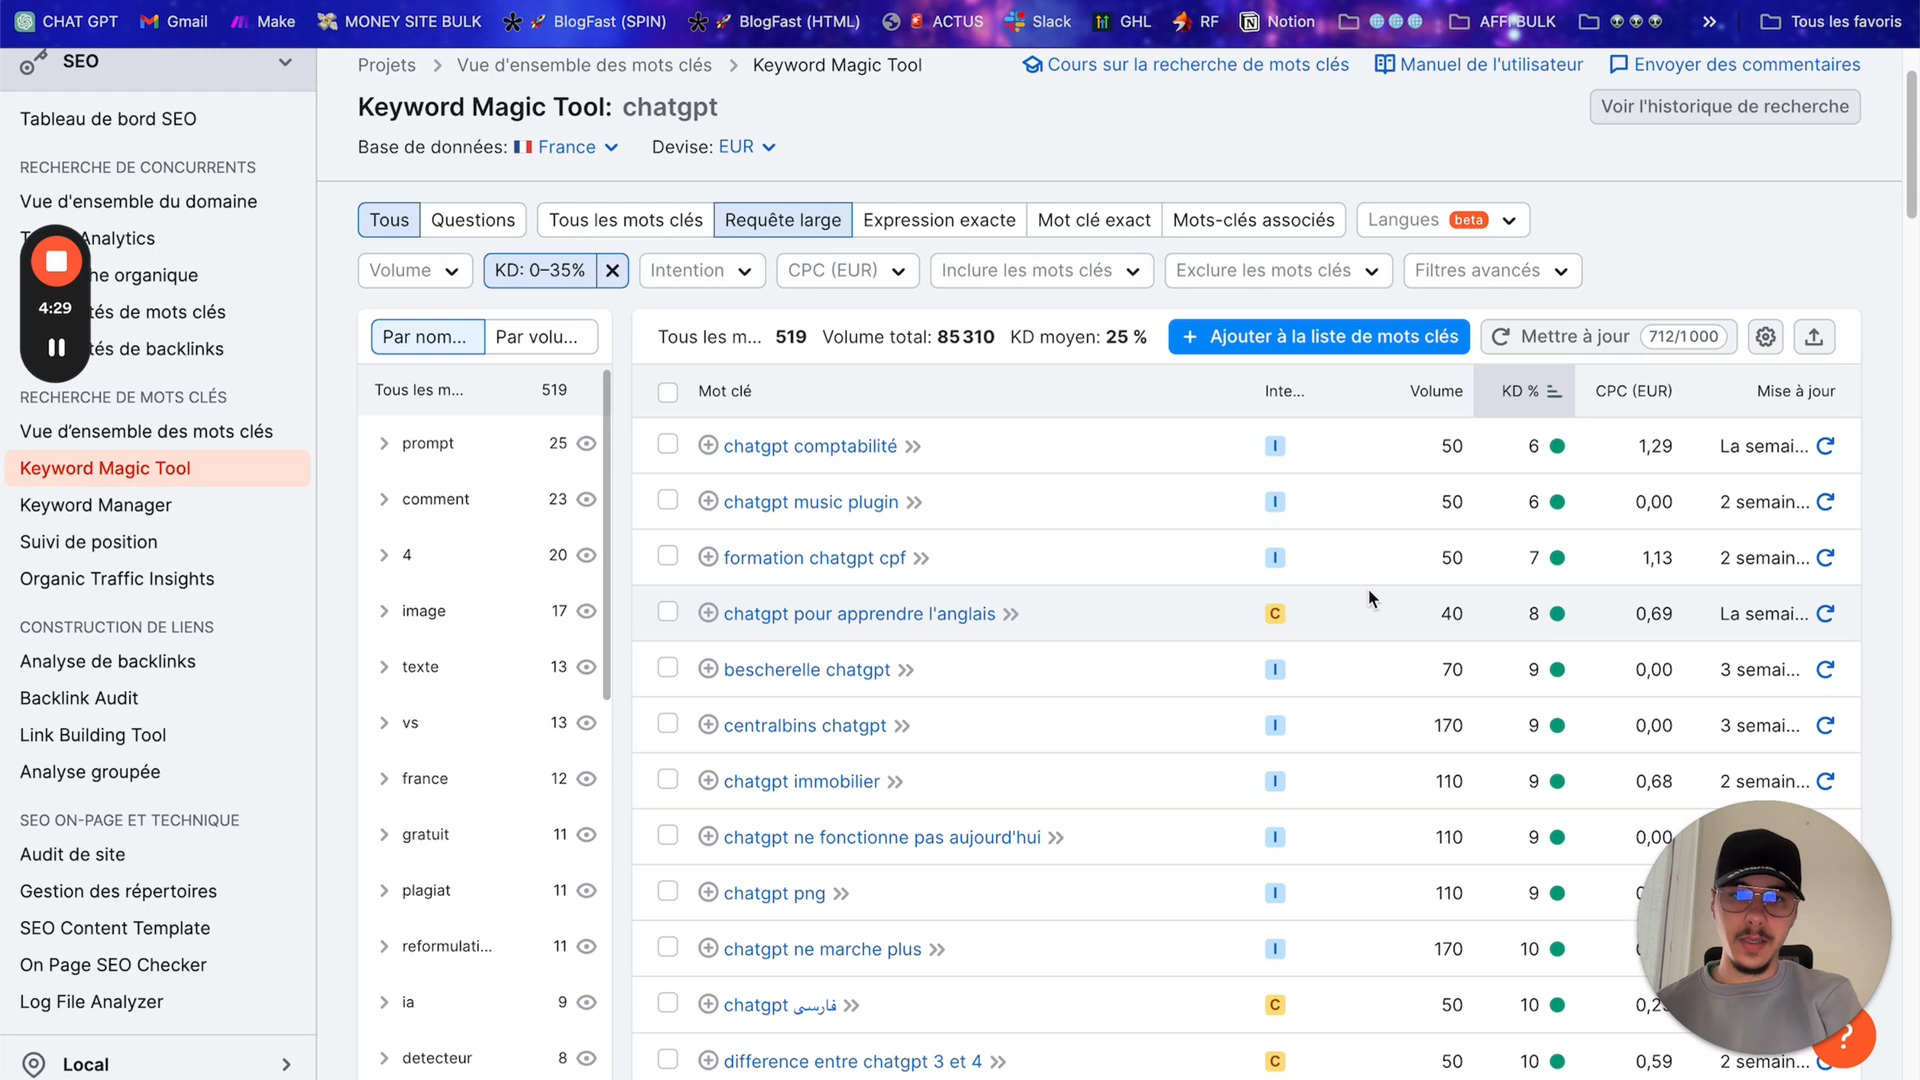 CHAT GPT Gmail Make MONEY SITE BULK BlogFast (SPIN) BlogFast (HTML) ACTUS Slack GHL RF Notion AFFI BULK Tous les favoris
SEO
Tableau de bord SEO
RECHERCHE DE CONCURRENTS
Vue d'ensemble du domaine
Analytics
he organique
tés de mots clés
tés de backlinks
4:29
RECHERCHE DE MOTS CLÉS
Vue d'ensemble des mots clés
Keyword Magic Tool
Keyword Manager
Suivi de position
Organic Traffic Insights
CONSTRUCTION DE LIENS
Analyse de backlinks
Backlink Audit
Link Building Tool
Analyse groupée
SEO ON-PAGE ET TECHNIQUE
Audit de site
Gestion des répertoires
SEO Content Template
On Page SEO Checker
Log File Analyzer
Local
Projets > Vue d'ensemble des mots clés > Keyword Magic Tool
Cours sur la recherche de mots clés Manuel de l'utilisateur Envoyer des commentaires
Keyword Magic Tool: chatgpt
Voir l'historique de recherche
Base de données: France Devise: EUR
Tous Questions Tous les mots clés Requête large Expression exacte Mot clé exact Mots-clés associés Langues beta
Volume KD: 0–35% Intention CPC (EUR) Inclure les mots clés Exclure les mots clés Filtres avancés
Par nom... Par volu...
Tous les m... 519
prompt 25
comment 23
4 20
image 17
texte 13
vs 13
france 12
gratuit 11
plagiat 11
reformulati... 11
ia 9
detecteur 8
Tous les m... 519 Volume total: 85 310 KD moyen: 25 % + Ajouter à la liste de mots clés Mettre à jour 712/1000
Mot clé Inte... Volume KD % CPC (EUR) Mise à jour
chatgpt comptabilité I 50 6 1,29 La semai...
chatgpt music plugin I 50 6 0,00 2 semain...
formation chatgpt cpf I 50 7 1,13 2 semain...
chatgpt pour apprendre l'anglais C 40 8 0,69 La semai...
bescherelle chatgpt I 70 9 0,00 3 semai...
centralbins chatgpt I 170 9 0,00 3 semai...
chatgpt immobilier I 110 9 0,68 2 semain...
chatgpt ne fonctionne pas aujourd'hui I 110 9 0,00
chatgpt png I 110 9
chatgpt ne marche plus I 170 10
chatgpt فارسی C 50 10
difference entre chatgpt 3 et 4 C 50 10 0,59 2 semain...
?